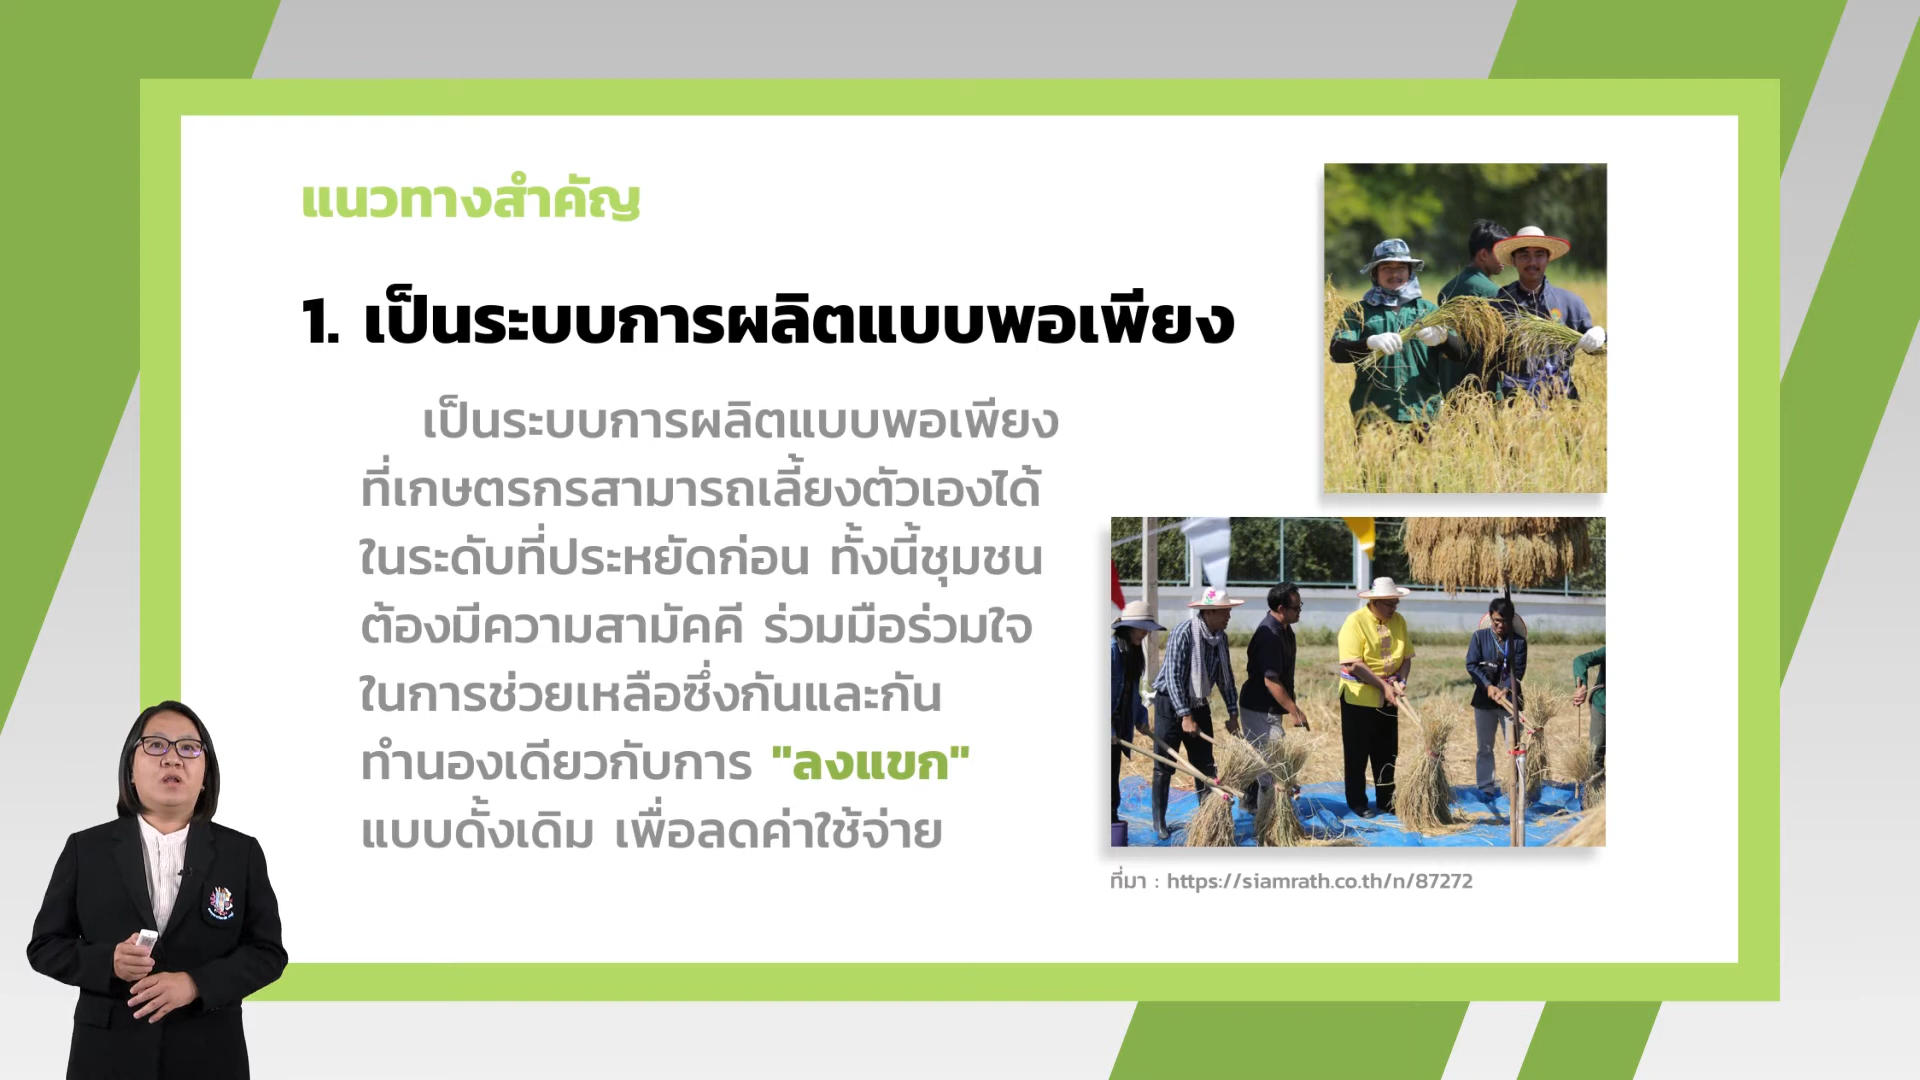 แนวทางสำคัญ
1. เป็นระบบการผลิตแบบพอเพียง
เป็นระบบการผลิตแบบพอเพียง
ที่เกษตรกรสามารถเลี้ยงตัวเองได้
ในระดับที่ประหยัดก่อน ทั้งนี้ชุมชน
ต้องมีความสามัคคี ร่วมมือร่วมใจ
ในการช่วยเหลือซึ่งกันและกัน
ทำนองเดียวกับการ "ลงแขก"
แบบดั้งเดิม เพื่อลดค่าใช้จ่าย
ที่มา : https://siamrath.co.th/n/87272